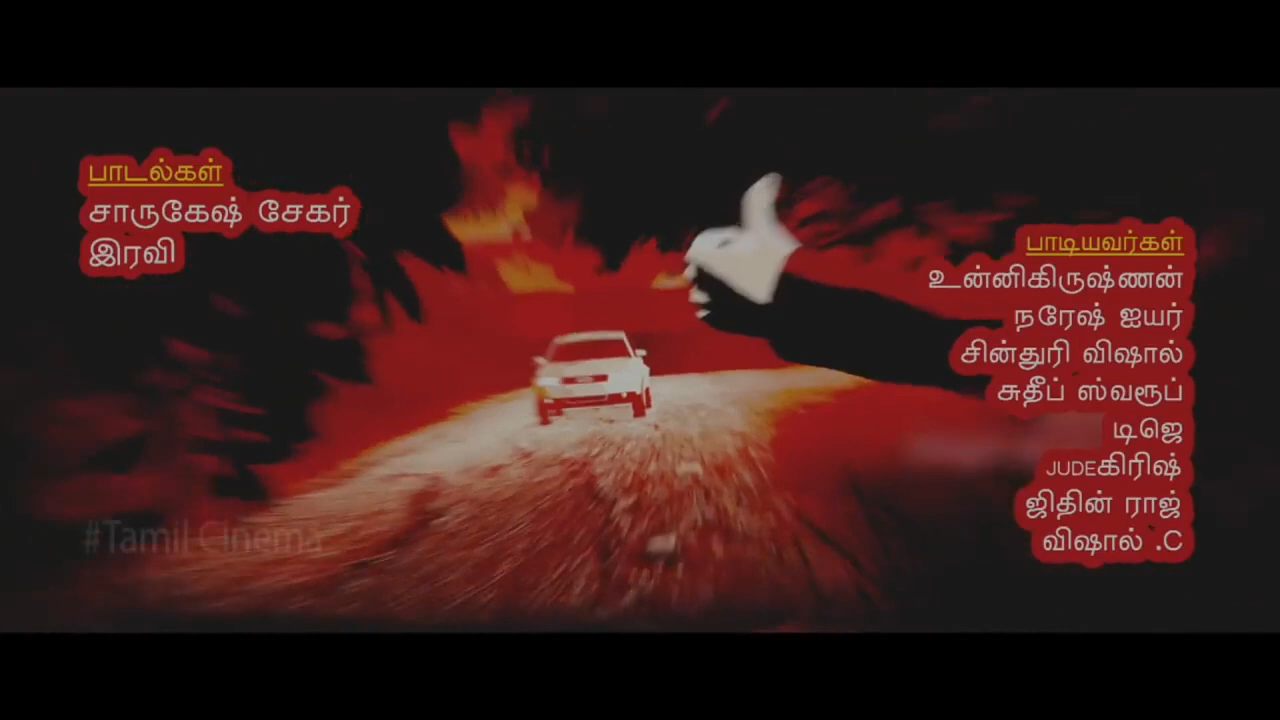 பாடல்கள்
சாருகேஷ் சேகர்
இரவி
பாடியவர்கள்
உன்னிகிருஷ்ணன்
நரேஷ் ஐயர்
சின்துரி விஷால்
சுதீப் ஸ்வரூப்
டிஜெ
JUDEகிரிஷ்
ஜிதின் ராஜ்
விஷால் .C
#Tamil Cinema